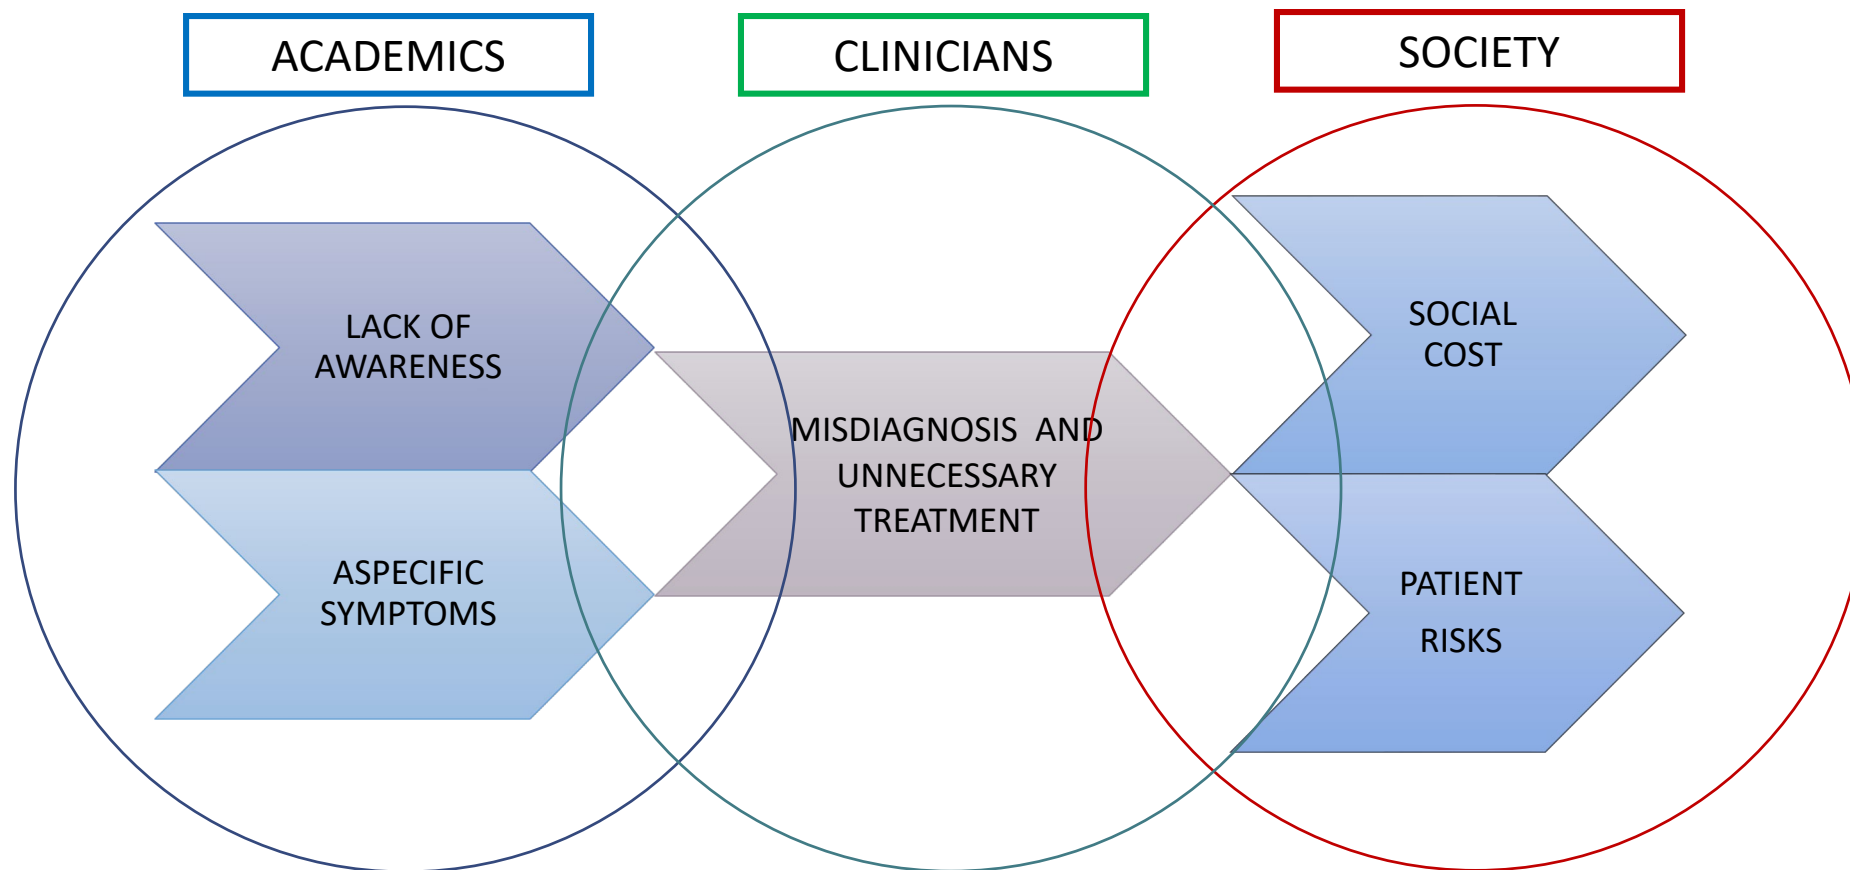 ACADEMICS
CLINICIANS
SOCIETY
LACK OF
AWARENESS
ASPECIFIC
SYMPTOMS
MISDIAGNOSIS AND
UNNECESSARY
TREATMENT
SOCIAL
COST
PATIENT
RISKS